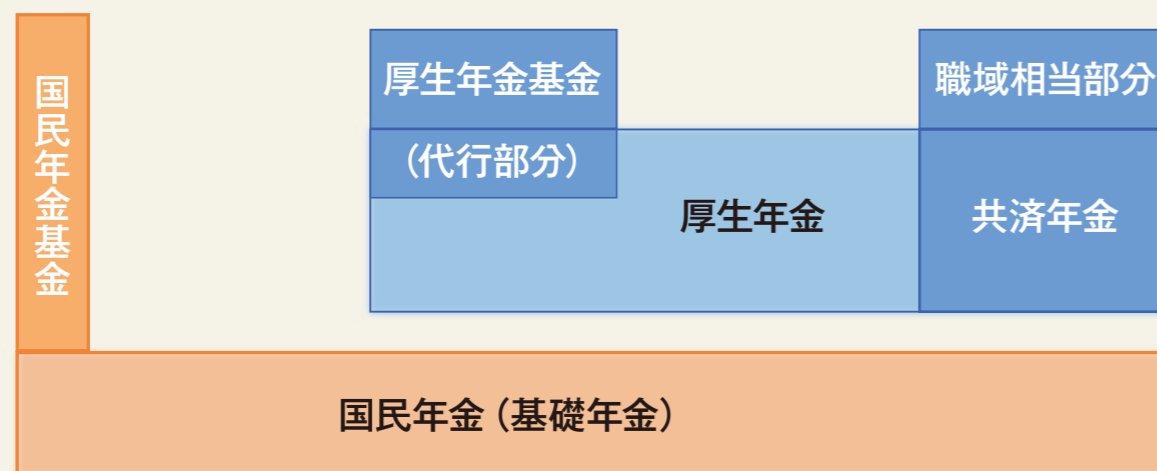 国民年金基金
厚生年金基金
（代行部分）
厚生年金
職域相当部分
共済年金
国民年金（基礎年金）